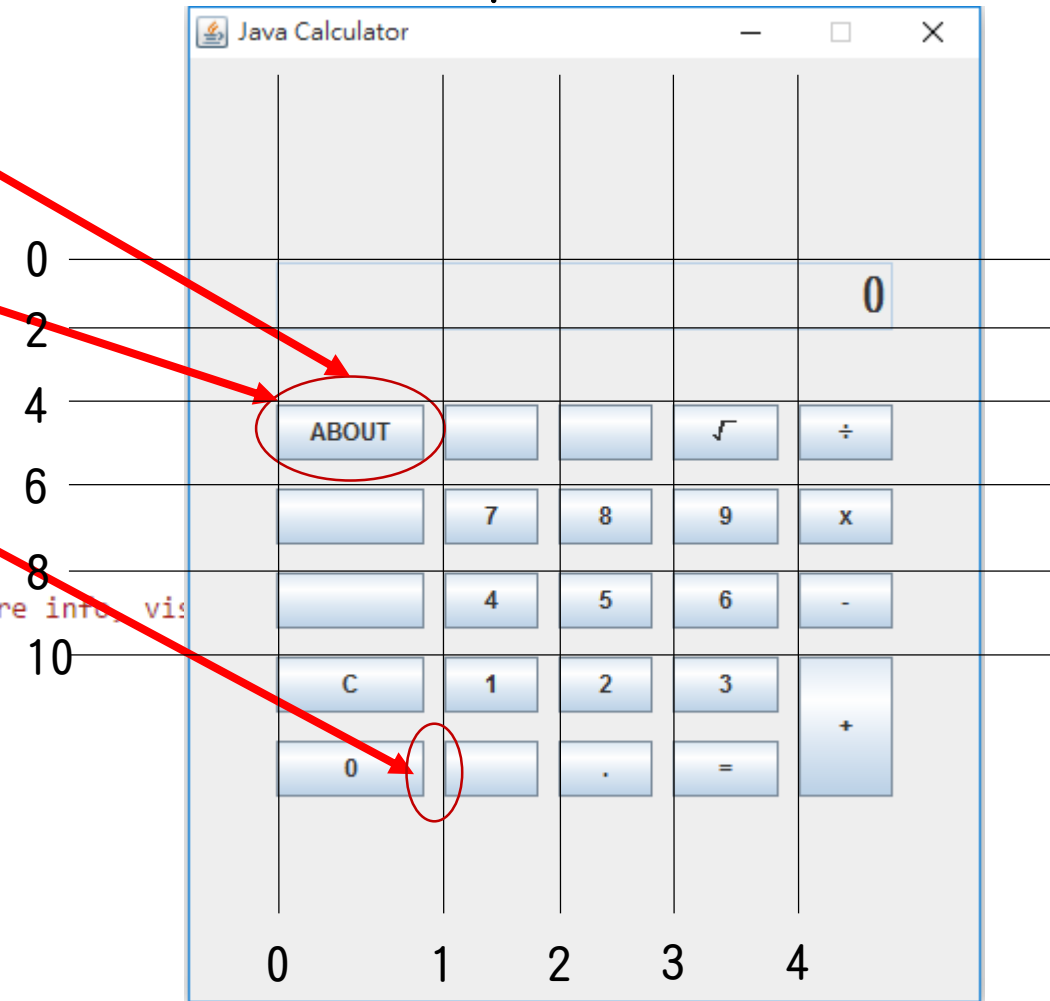 Java Calculator
0
0
2
4
ABOUT √ ÷
6
7 8 9 x
8
4 5 6 -
re info, vis
10
C 1 2 3
+
0 . =
0 1 2 3 4